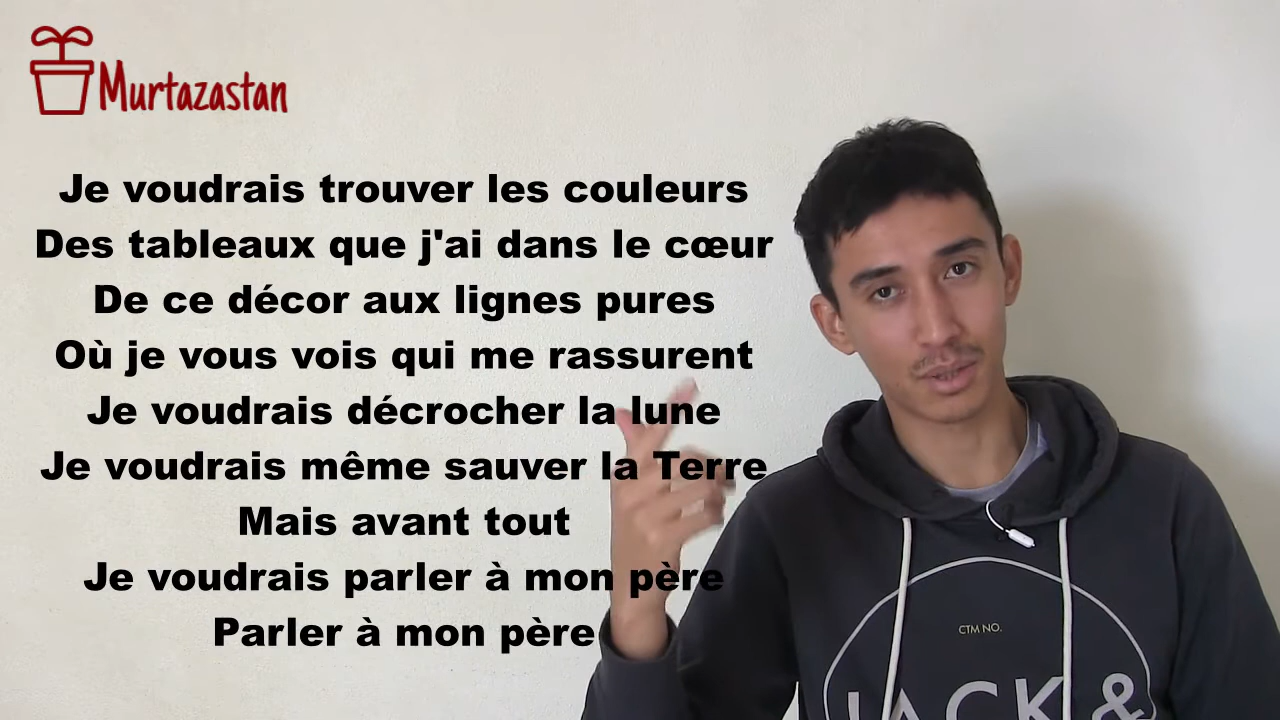 Murtazastan
Je voudrais trouver les couleurs
Des tableaux que j'ai dans le cœur
De ce décor aux lignes pures
Où je vous vois qui me rassurent
Je voudrais décrocher la lune
Je voudrais même sauver la Terre
Mais avant tout
Je voudrais parler à mon père
Parler à mon père
CTM NO.
JACK &